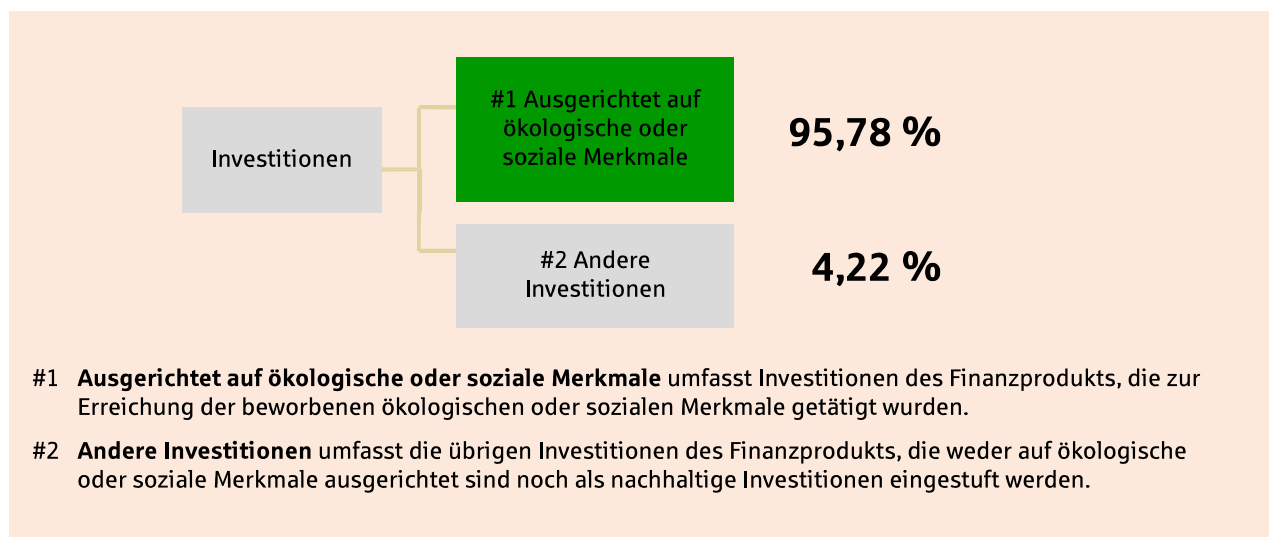 Investitionen
#1 Ausgerichtet auf
ökologische oder
soziale Merkmale
95,78 %
#2 Andere
Investitionen
4,22 %
#1 Ausgerichtet auf ökologische oder soziale Merkmale umfasst Investitionen des Finanzprodukts, die zur
Erreichung der beworbenen ökologischen oder sozialen Merkmale getätigt wurden.
#2 Andere Investitionen umfasst die übrigen Investitionen des Finanzprodukts, die weder auf ökologische
oder soziale Merkmale ausgerichtet sind noch als nachhaltige Investitionen eingestuft werden.